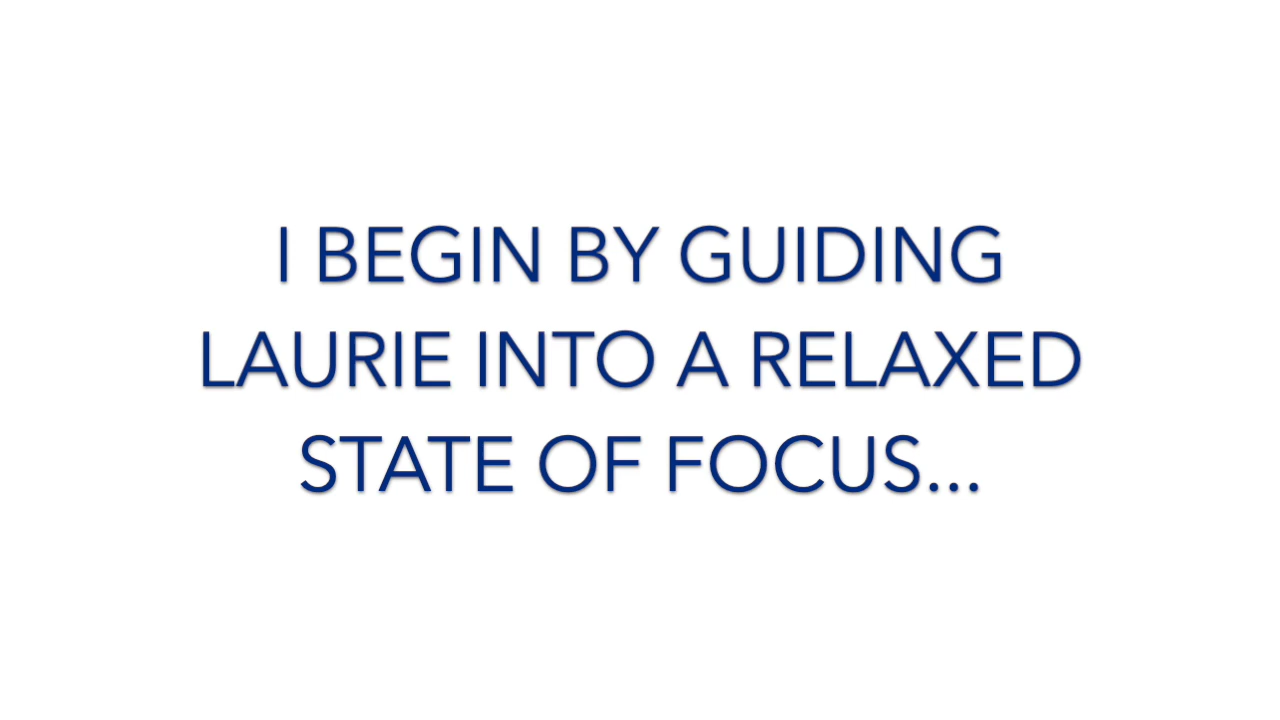 I BEGIN BY GUIDING
LAURIE INTO A RELAXED
STATE OF FOCUS...